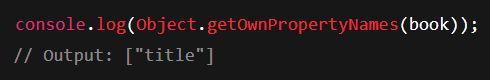 console.log(Object.getOwnPropertyNames(book));
// Output: ["title"]